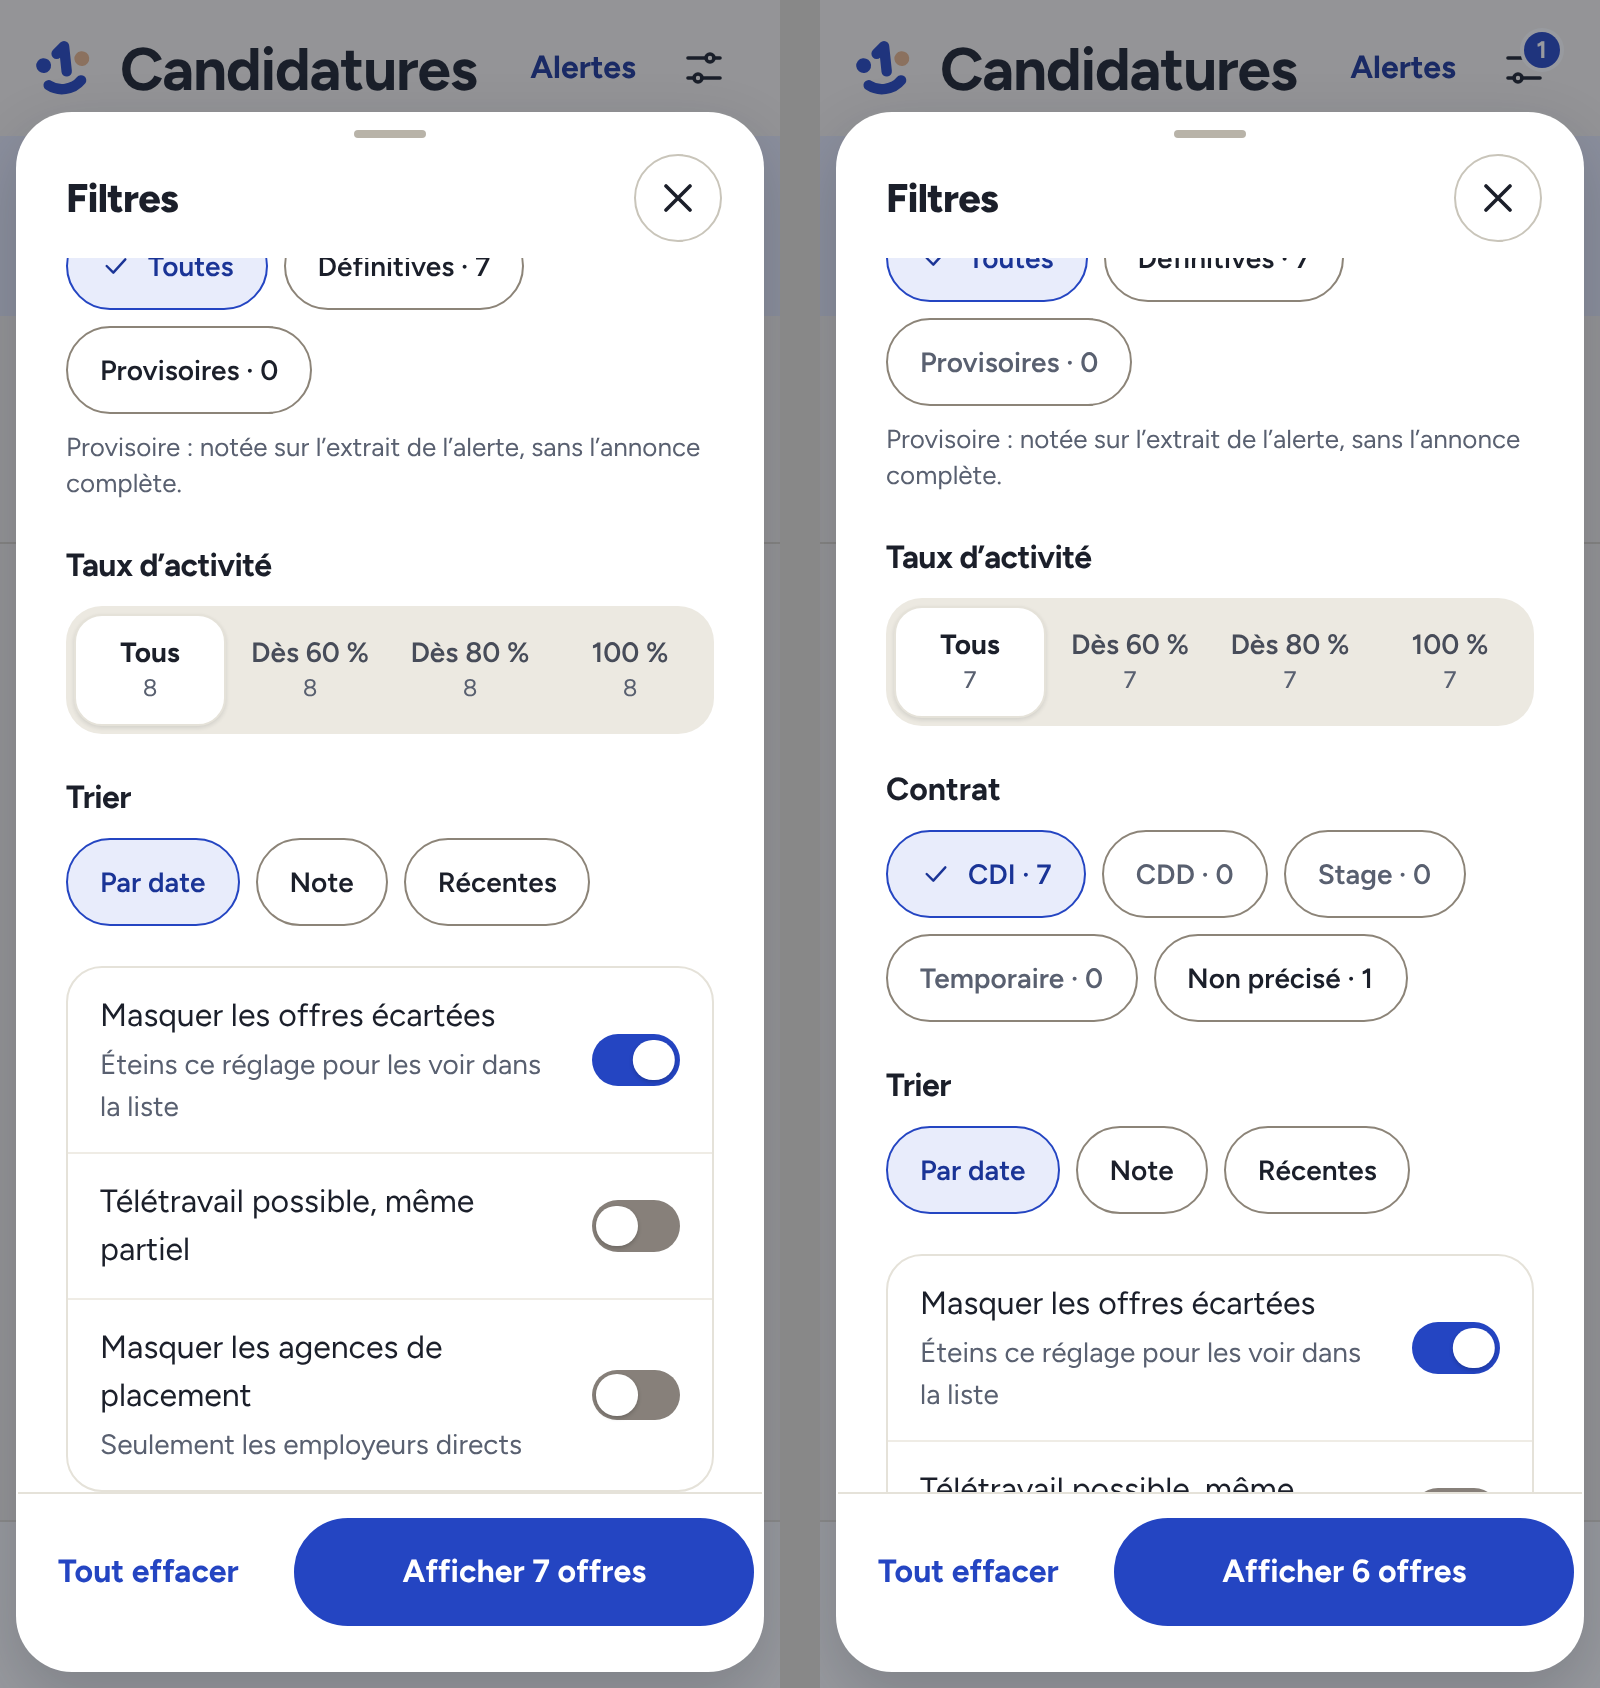 Candidatures
Alertes
Filtres
Toutes
Définitives · 7
Provisoires · 0
Provisoire : notée sur l’extrait de l’alerte, sans l’annonce
complète.
Taux d’activité
Tous
8
Dès 60 %
8
Dès 80 %
8
100 %
8
Trier
Par date
Note
Récentes
Masquer les offres écartées
Éteins ce réglage pour les voir dans
la liste
Télétravail possible, même
partiel
Masquer les agences de
placement
Seulement les employeurs directs
Tout effacer
Afficher 7 offres
Candidatures
Alertes
1
Filtres
Toutes
Définitives · 7
Provisoires · 0
Provisoire : notée sur l’extrait de l’alerte, sans l’annonce
complète.
Taux d’activité
Tous
7
Dès 60 %
7
Dès 80 %
7
100 %
7
Contrat
CDI · 7
CDD · 0
Stage · 0
Temporaire · 0
Non précisé · 1
Trier
Par date
Note
Récentes
Masquer les offres écartées
Éteins ce réglage pour les voir dans
la liste
Télétravail possible, même
Tout effacer
Afficher 6 offres